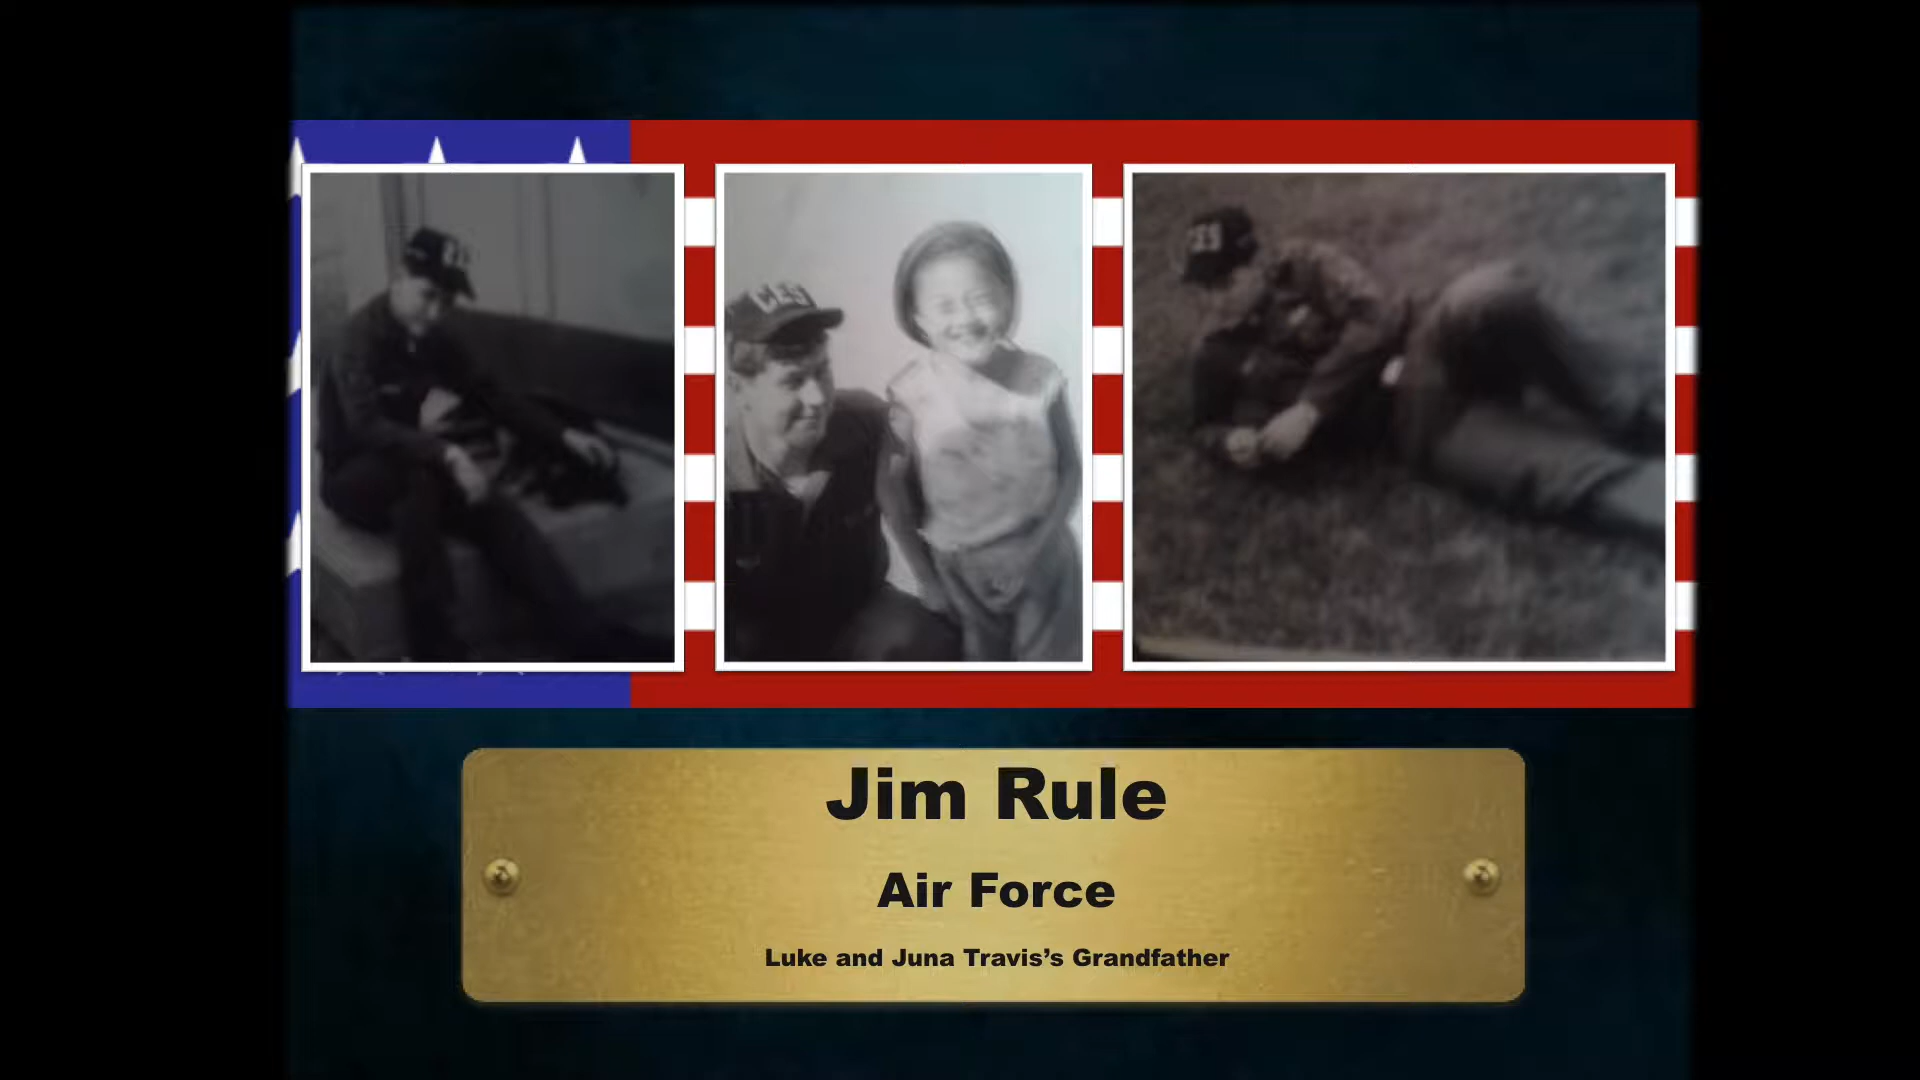 Jim Rule
Air Force
Luke and Juna Travis’s Grandfather